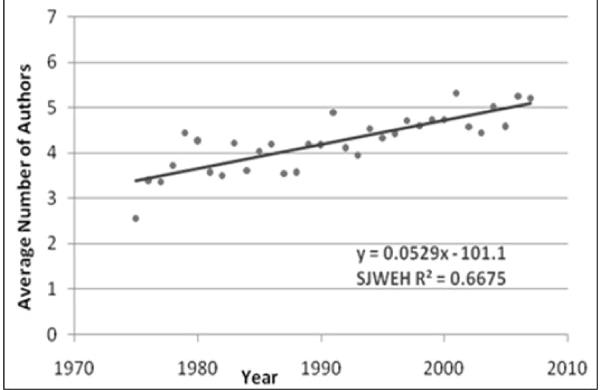 7
6
5
4
3
2
1
0
Average Number of Authors
y = 0.0529x - 101.1
SJWEH R² = 0.6675
1970 1980 1990 2000 2010
Year